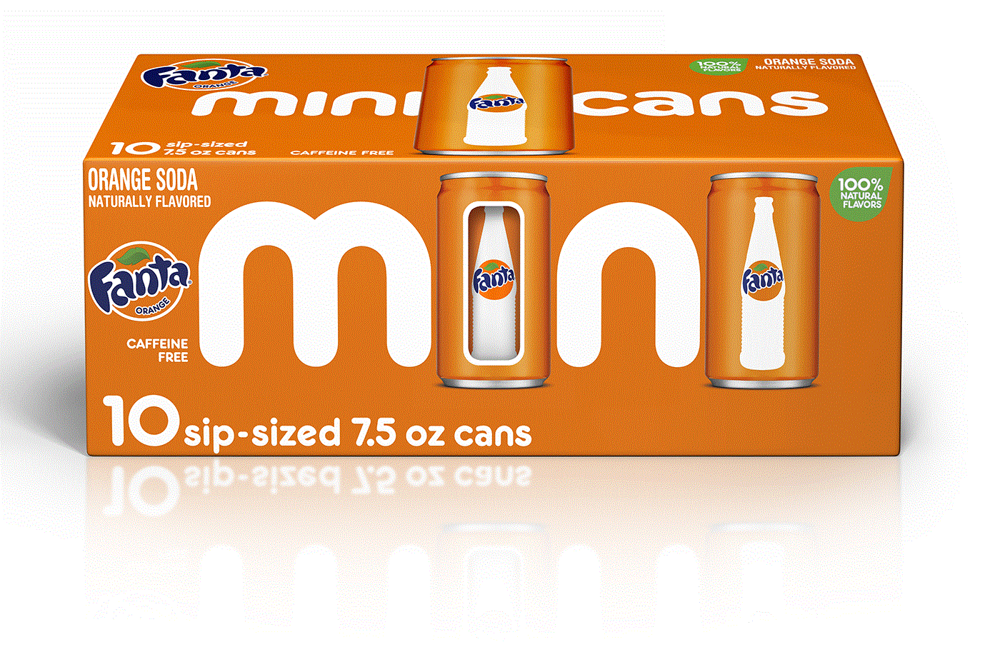 Fanta
ORANGE
mini cans
Fanta
100%
NATURAL
FLAVORS
ORANGE SODA
NATURALLY FLAVORED
10 sip-sized
7.5 oz cans
CAFFEINE FREE
ORANGE SODA
NATURALLY FLAVORED
Fanta
ORANGE
CAFFEINE
FREE
mini
Fanta
Fanta
100%
NATURAL
FLAVORS
10 sip-sized 7.5 oz cans